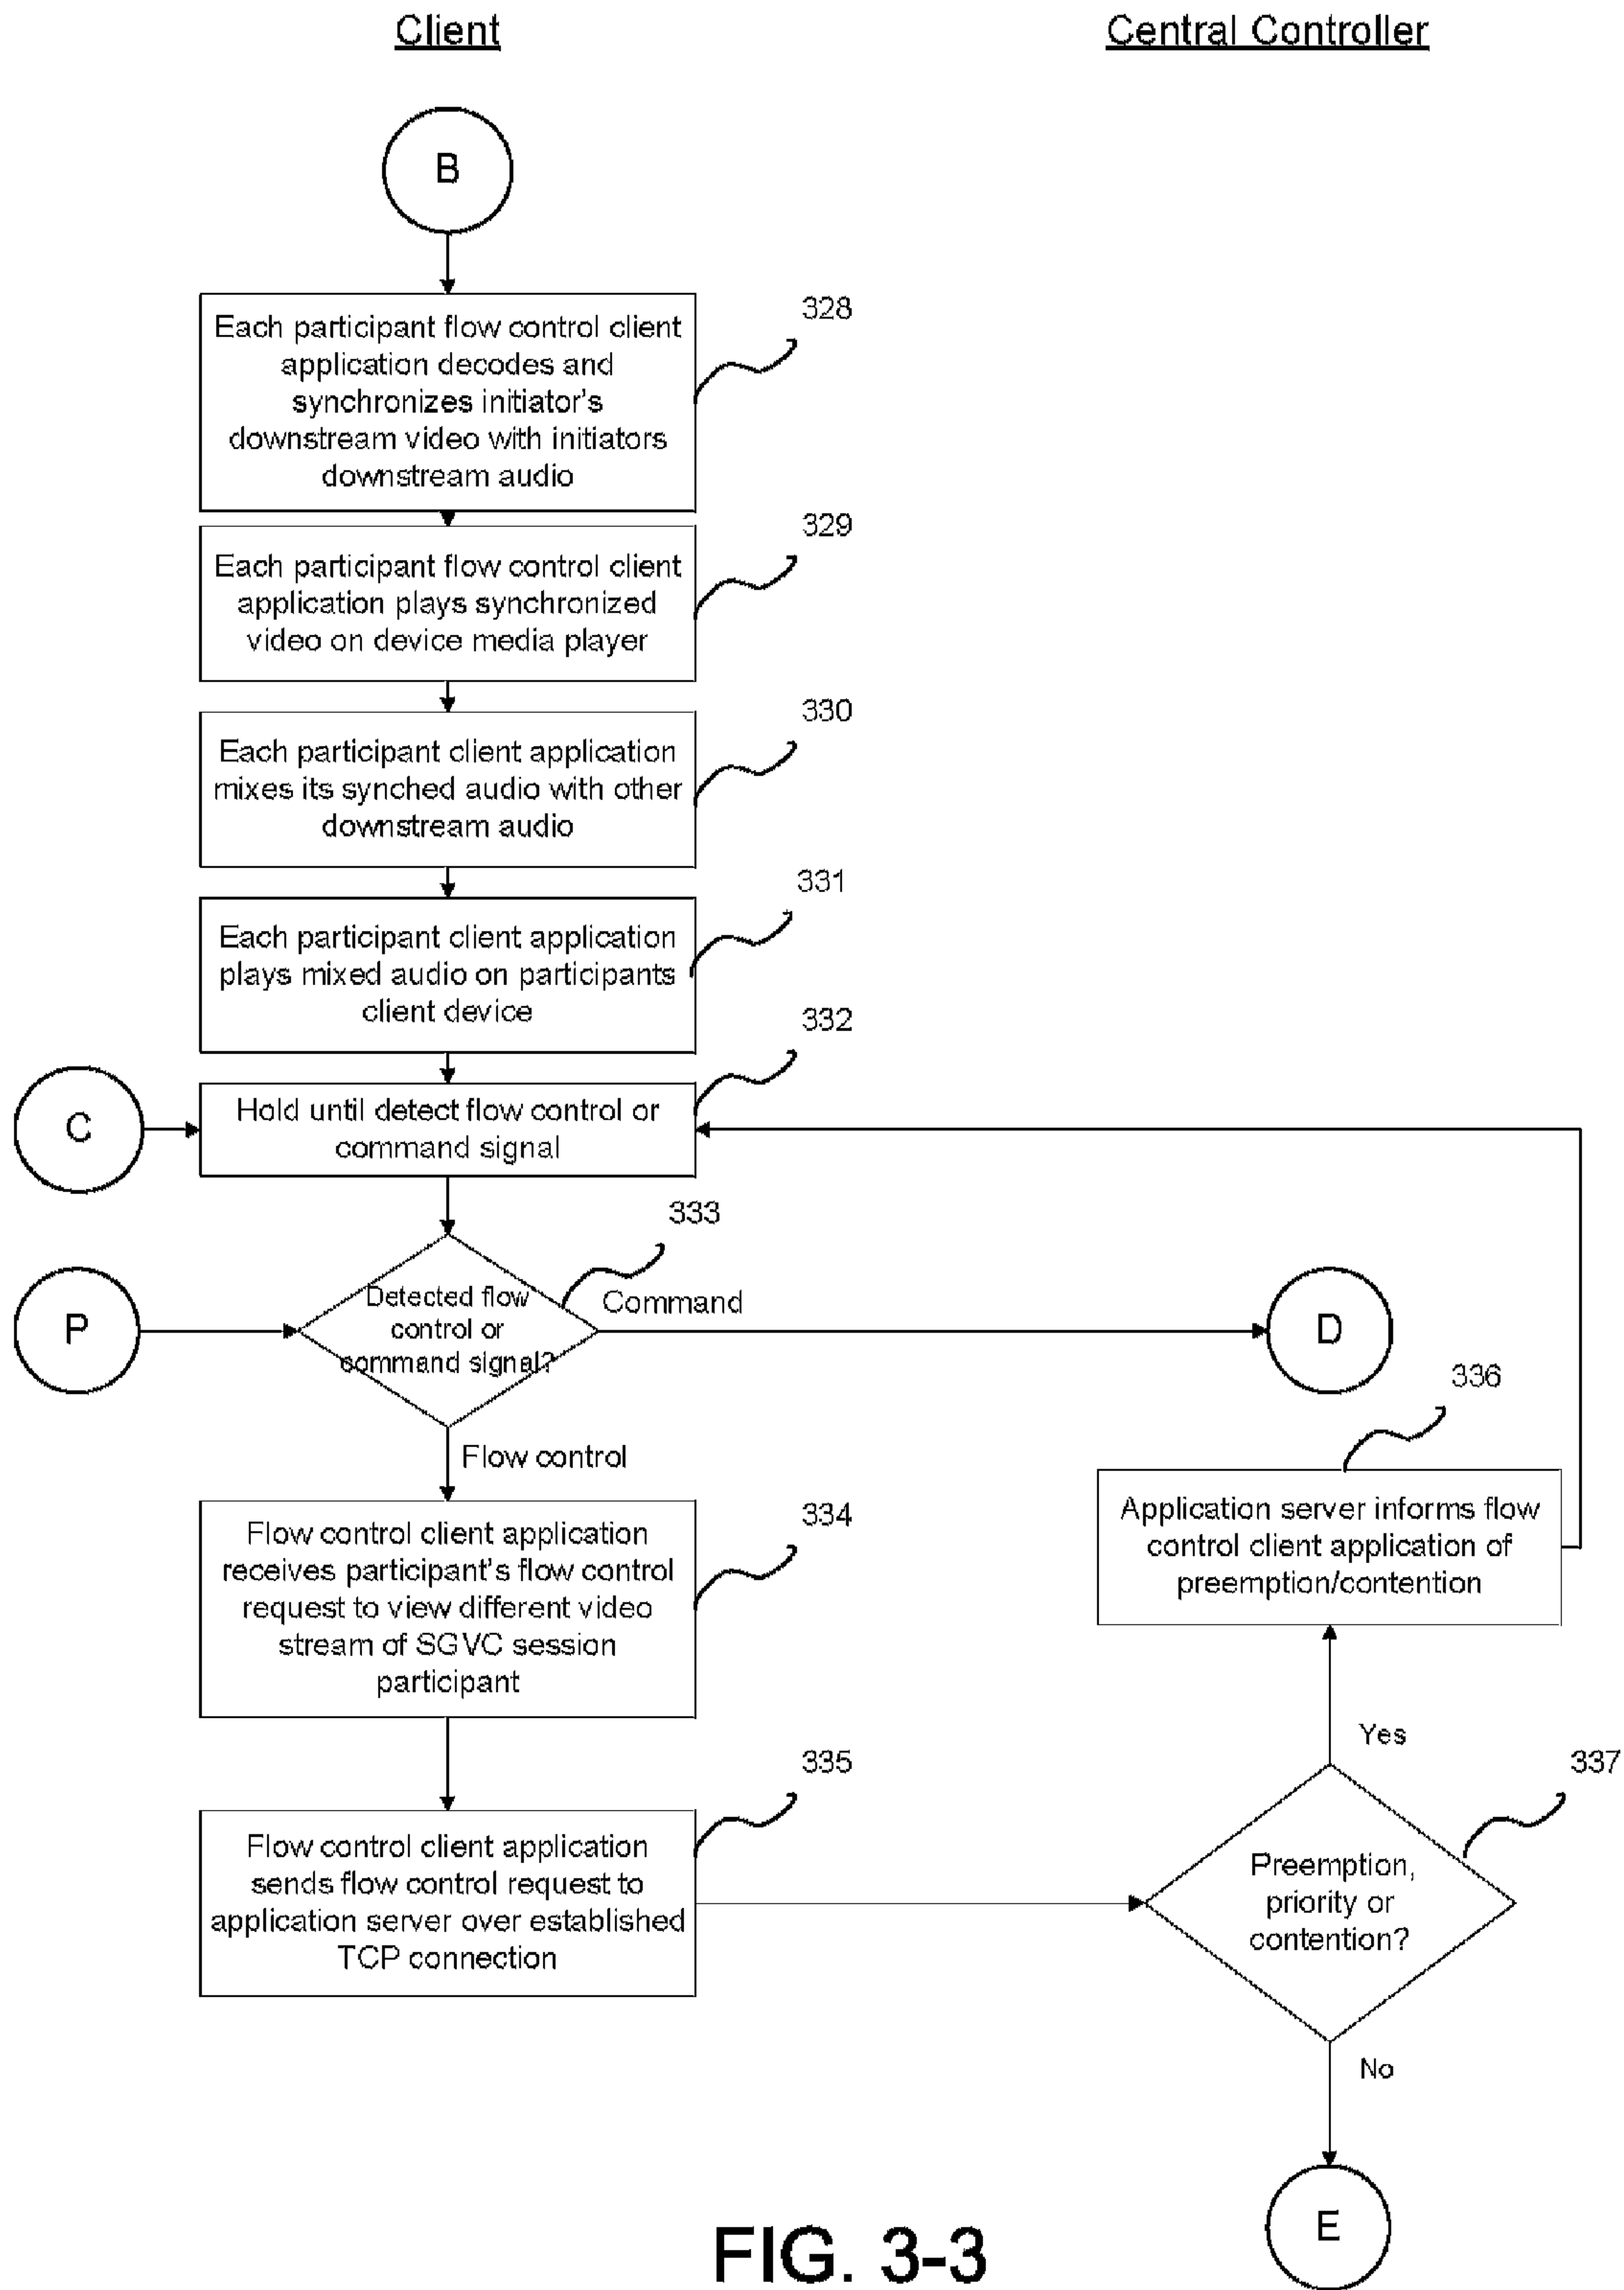 Client
Central Controller
B
328
Each participant flow control client
application decodes and
synchronizes initiator's
downstream video with initiators
downstream audio
329
Each participant flow control client
application plays synchronized
video on device media player
330
Each participant client application
mixes its synched audio with other
downstream audio
331
Each participant client application
plays mixed audio on participants
client device
332
C
Hold until detect flow control or
command signal
333
P
Detected flow
control or
command signal?
Command
D
336
Flow control
Application server informs flow
control client application of
preemption/contention
334
Flow control client application
receives participant's flow control
request to view different video
stream of SGVC session
participant
Yes
335
337
Flow control client application
sends flow control request to
application server over established
TCP connection
Preemption,
priority or
contention?
No
E
FIG. 3-3